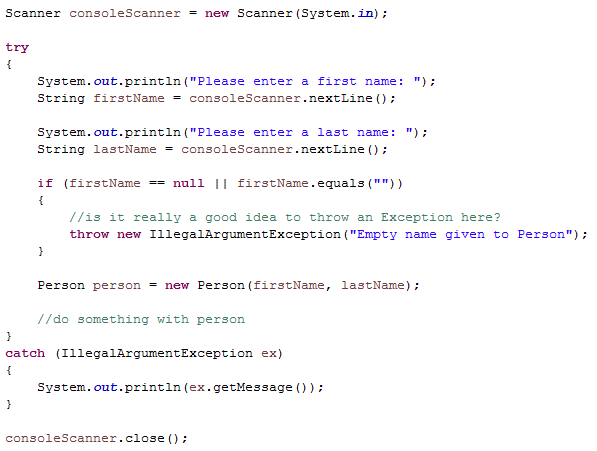 Scanner consoleScanner = new Scanner(System.in);
try
{
    System.out.println("Please enter a first name: ");
    String firstName = consoleScanner.nextLine();
    System.out.println("Please enter a last name: ");
    String lastName = consoleScanner.nextLine();
    if (firstName == null || firstName.equals(""))
    {
        //is it really a good idea to throw an Exception here?
        throw new IllegalArgumentException("Empty name given to Person");
    }
    Person person = new Person(firstName, lastName);
    //do something with person
}
catch (IllegalArgumentException ex)
{
    System.out.println(ex.getMessage());
}
consoleScanner.close();